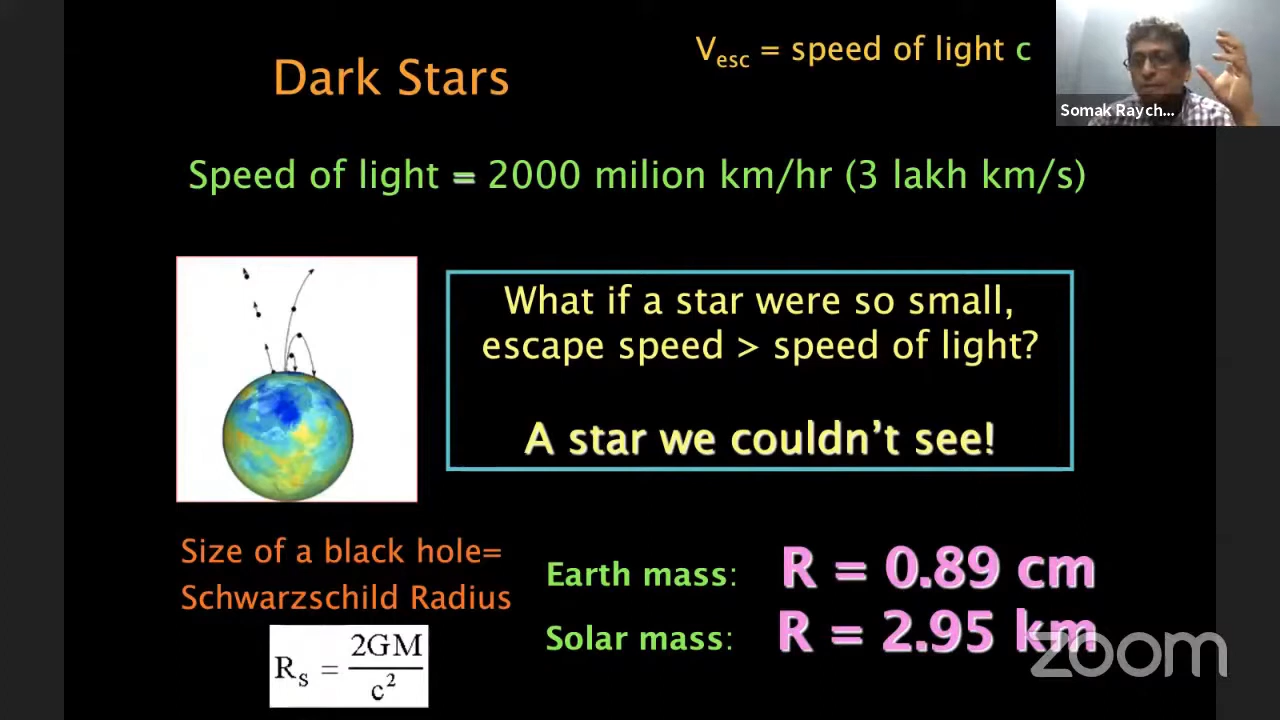 Dark Stars
Vesc = speed of light c
Somak Raych...
Speed of light = 2000 milion km/hr (3 lakh km/s)
What if a star were so small,
escape speed > speed of light?
A star we couldn't see!
Size of a black hole=
Schwarzschild Radius
Rs = 2GM/c²
Earth mass: R = 0.89 cm
Solar mass: R = 2.95 km
zoom